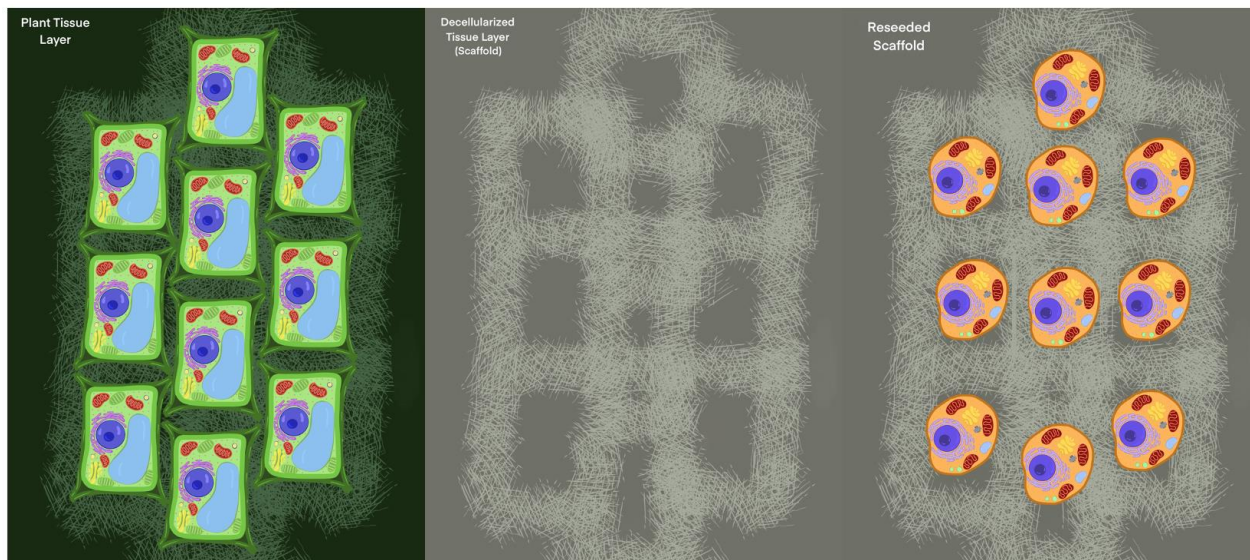 Plant Tissue
Layer
Decellularized
Tissue Layer
(Scaffold)
Reseeded
Scaffold